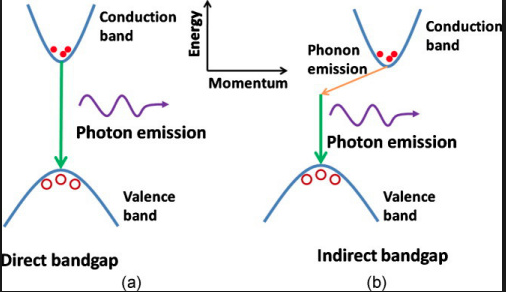 Conduction
band
Photon emission
Valence
band
Direct bandgap
(a)
Energy
Momentum
Conduction
band
Phonon
emission
Photon emission
Valence
band
Indirect bandgap
(b)